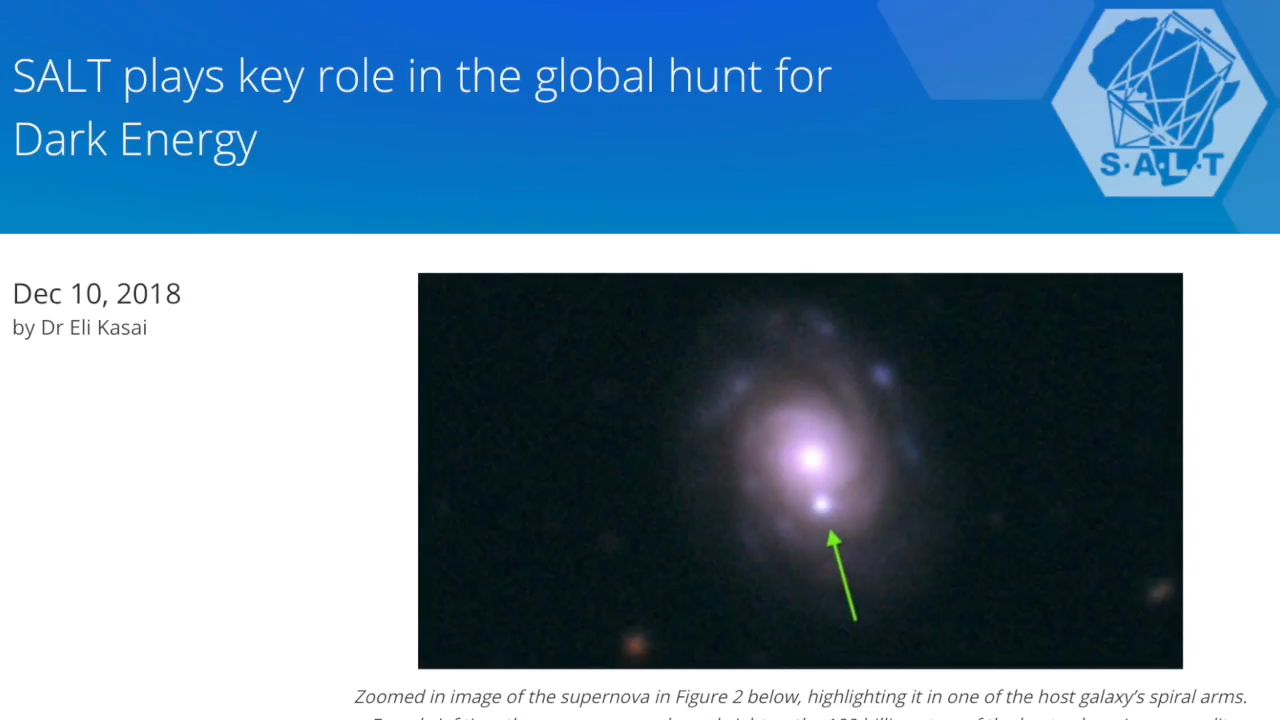 SALT plays key role in the global hunt for
Dark Energy
S·A·L·T
Dec 10, 2018
by Dr Eli Kasai
Zoomed in image of the supernova in Figure 2 below, highlighting it in one of the host galaxy’s spiral arms.